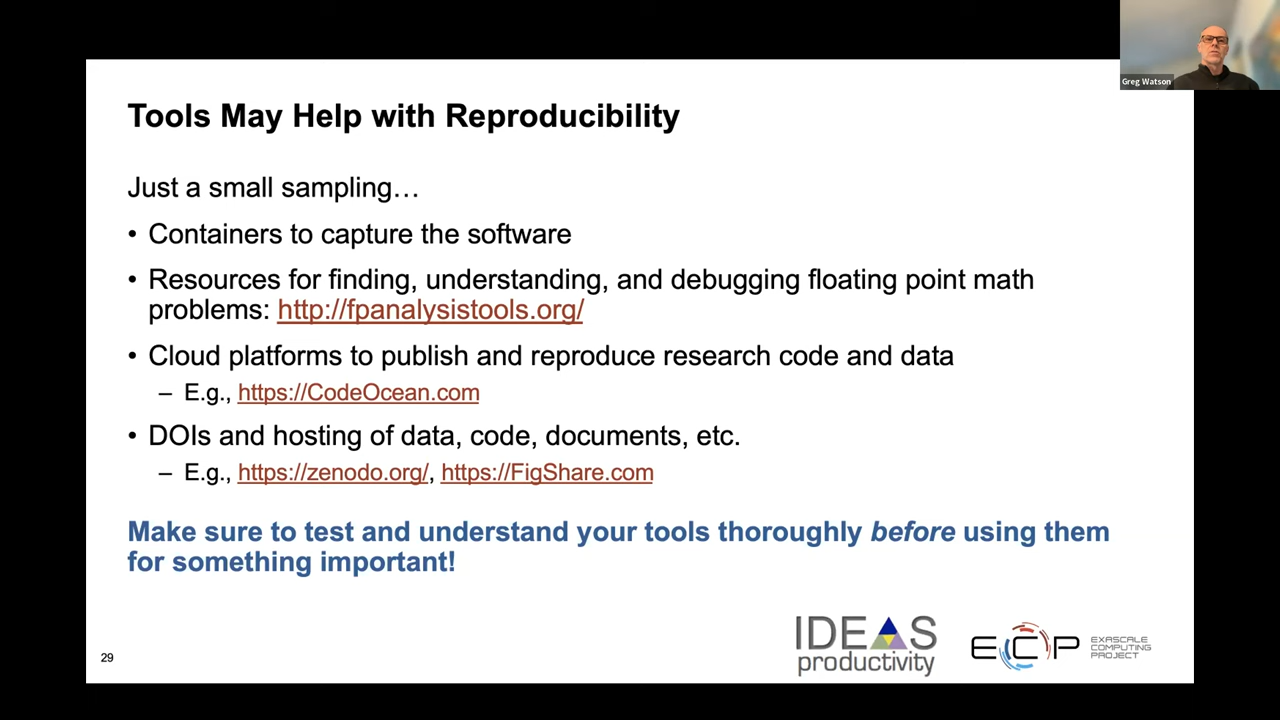 Greg Watson
Tools May Help with Reproducibility
Just a small sampling…
• Containers to capture the software
• Resources for finding, understanding, and debugging floating point math
problems: http://fpanalysistools.org/
• Cloud platforms to publish and reproduce research code and data
– E.g., https://CodeOcean.com
• DOIs and hosting of data, code, documents, etc.
– E.g., https://zenodo.org/, https://FigShare.com
Make sure to test and understand your tools thoroughly before using them
for something important!
29
IDEAS
productivity
ECP
EXASCALE
COMPUTING
PROJECT